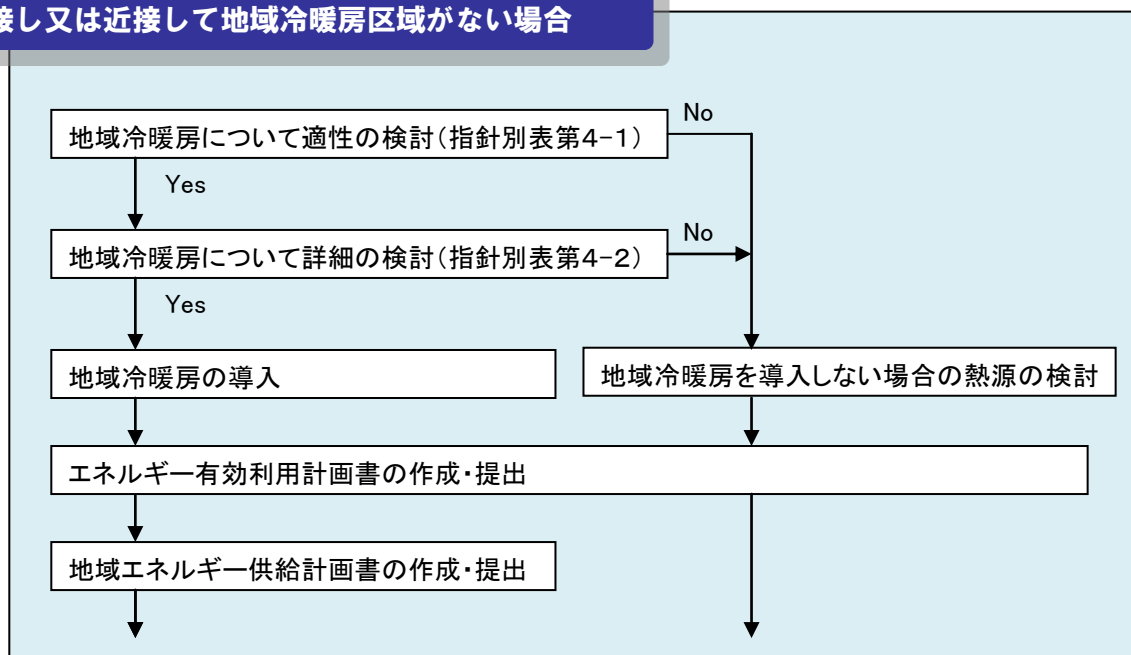 接し又は近接して地域冷暖房区域がない場合
地域冷暖房について適性の検討(指針別表第4-1)
No
Yes
地域冷暖房について詳細の検討(指針別表第4-2)
No
Yes
地域冷暖房の導入
地域冷暖房を導入しない場合の熱源の検討
エネルギー有効利用計画書の作成・提出
地域エネルギー供給計画書の作成・提出